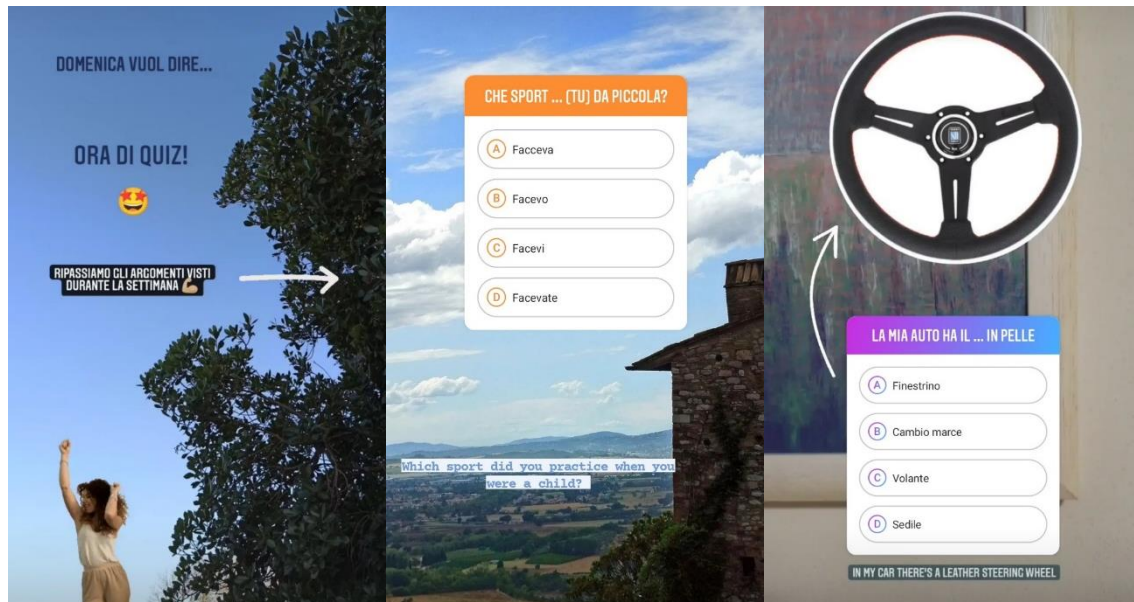 DOMENICA VUOL DIRE...
ORA DI QUIZ!
RIPASSIAMO GLI ARGOMENTI VISTI
DURANTE LA SETTIMANA
CHE SPORT ... (TU) DA PICCOLA?
A Facceva
B Facevo
C Facevi
D Facevate
Which sport did you practice when you
were a child?
LA MIA AUTO HA IL ... IN PELLE
A Finestrino
B Cambio marce
C Volante
D Sedile
IN MY CAR THERE'S A LEATHER STEERING WHEEL